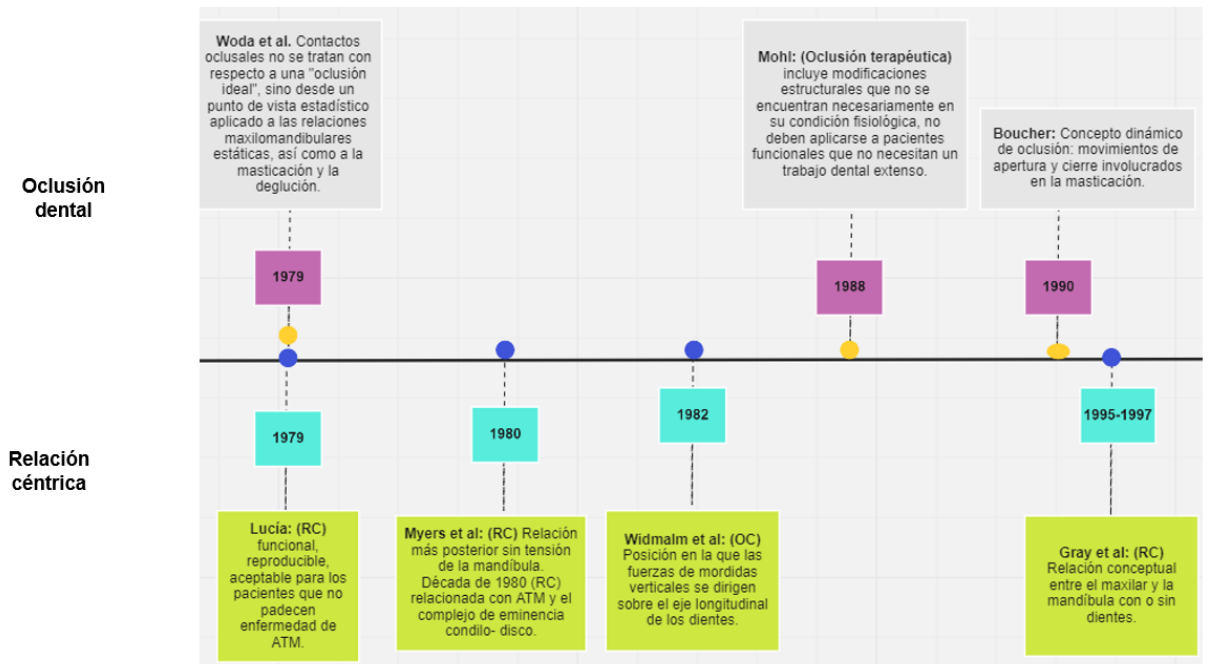 Woda et al. Contactos
oclusales no se tratan con
respecto a una "oclusión
ideal", sino desde un
punto de vista estadístico
aplicado a las relaciones
maxilomandibulares
estáticas, así como a la
masticación y la
deglución.
Mohl: (Oclusión terapéutica)
incluye modificaciones
estructurales que no se
encuentran necesariamente en
su condición fisiológica, no
deben aplicarse a pacientes
funcionales que no necesitan un
trabajo dental extenso.
Boucher: Concepto dinámico
de oclusión: movimientos de
apertura y cierre involucrados
en la masticación.
Oclusión
dental
1979
1988
1990
1979
1980
1982
1995-1997
Relación
céntrica
Lucía: (RC)
funcional,
reproducible,
aceptable para los
pacientes que no
padecen
enfermedad de
ATM.
Myers et al: (RC) Relación
más posterior sin tensión
de la mandíbula.
Década de 1980 (RC)
relacionada con ATM y el
complejo de eminencia
condilo- disco.
Widmalm et al: (OC)
Posición en la que las
fuerzas de mordidas
verticales se dirigen
sobre el eje longitudinal
de los dientes.
Gray et al: (RC)
Relación conceptual
entre el maxilar y la
mandíbula con o sin
dientes.